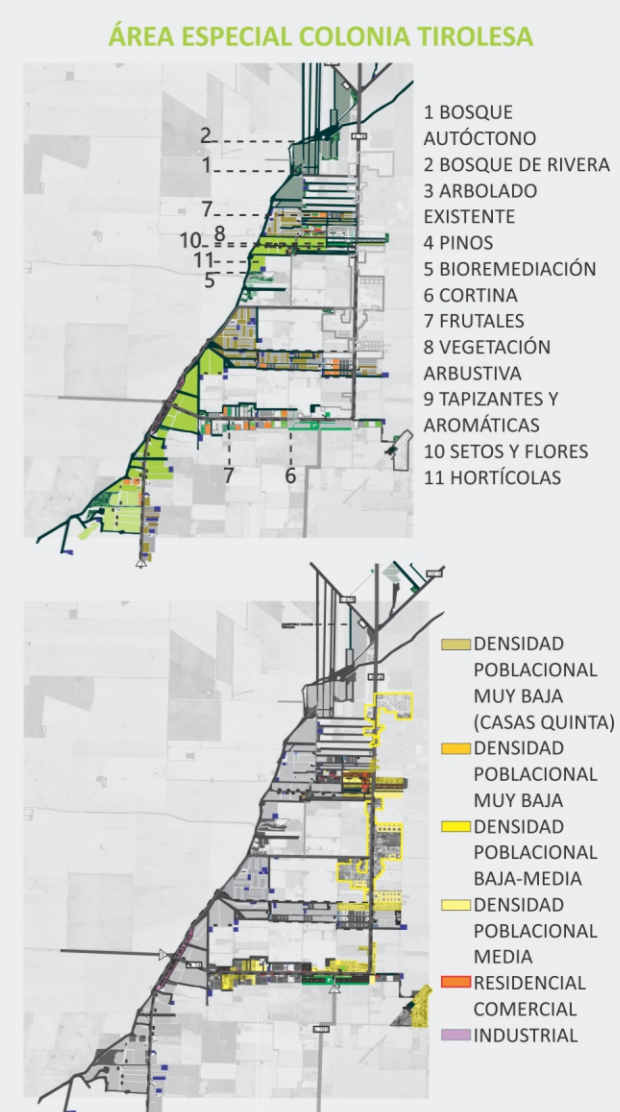 ÁREA ESPECIAL COLONIA TIROLESA
2
1
7
8
10
11
5
7
6
1 BOSQUE
AUTÓCTONO
2 BOSQUE DE RIVERA
3 ARBOLADO
EXISTENTE
4 PINOS
5 BIOREMEDIACIÓN
6 CORTINA
7 FRUTALES
8 VEGETACIÓN
ARBUSTIVA
9 TAPIZANTES Y
AROMÁTICAS
10 SETOS Y FLORES
11 HORTÍCOLAS
DENSIDAD
POBLACIONAL
MUY BAJA
(CASAS QUINTA)
DENSIDAD
POBLACIONAL
MUY BAJA
DENSIDAD
POBLACIONAL
BAJA-MEDIA
DENSIDAD
POBLACIONAL
MEDIA
RESIDENCIAL
COMERCIAL
INDUSTRIAL